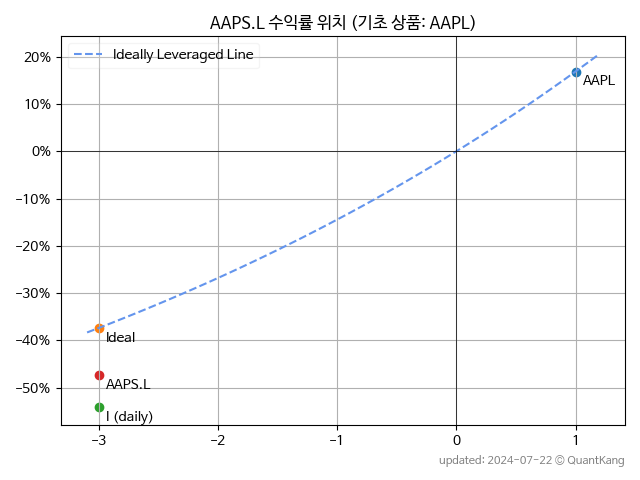 AAPS.L 수익률 위치 (기초 상품: AAPL)
Ideally Leveraged Line
20%
AAPL
10%
0%
−10%
−20%
−30%
−40%
Ideal
AAPS.L
−50%
I (daily)
−3
−2
−1
0
1
updated: 2024-07-22 © QuantKang